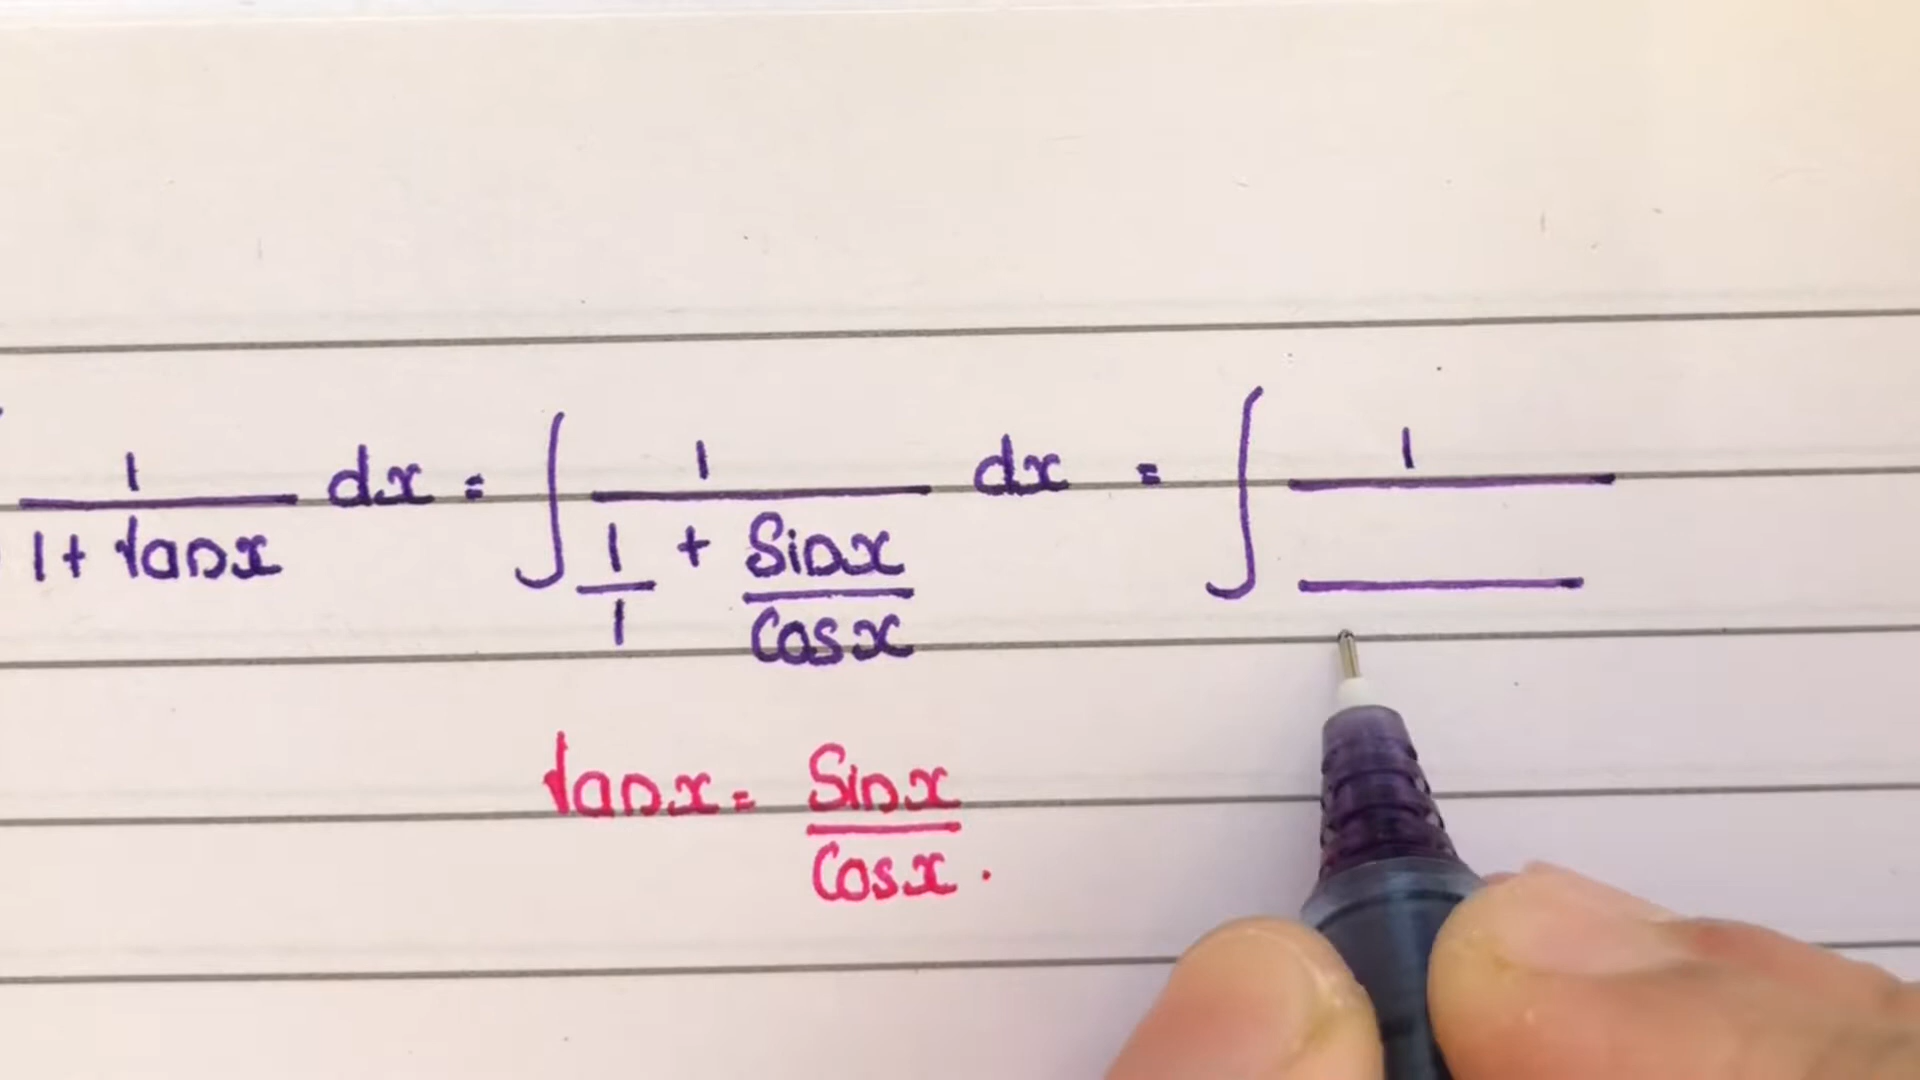 1/(1 + tanx) dx = ∫ 1/(1/1 + Sinx/Cosx) dx = ∫ 1/
tanx = Sinx/Cosx .